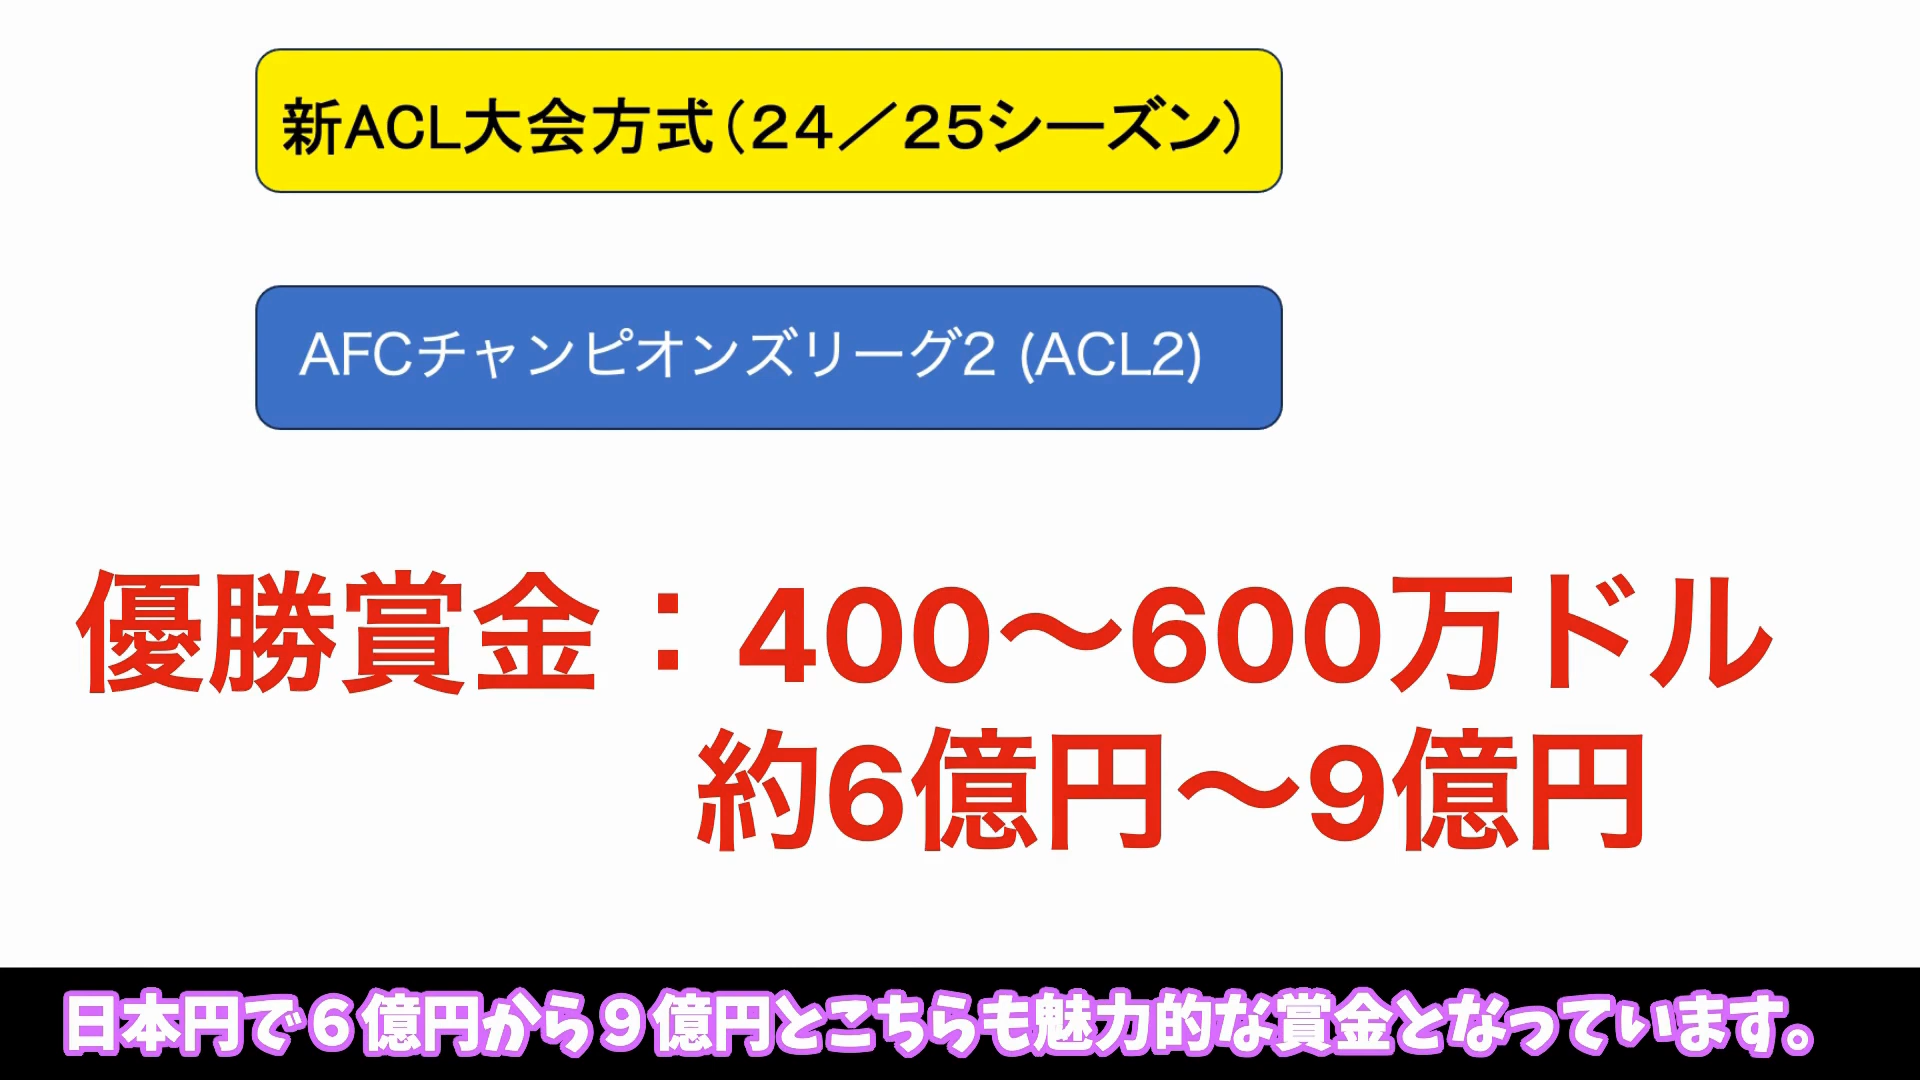 新ACL大会方式（２４／２５シーズン）
AFCチャンピオンズリーグ2 (ACL2)
優勝賞金：400〜600万ドル
約6億円〜9億円
日本円で６億円から９億円とこちらも魅力的な賞金となっています。